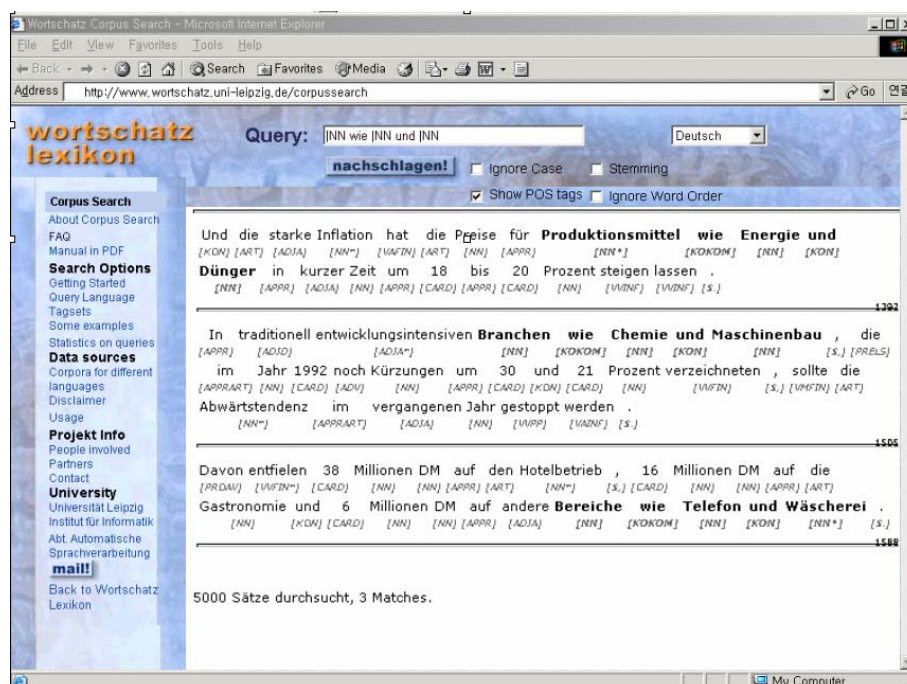 Wortschatz Corpus Search - Microsoft Internet Explorer
File Edit View Favorites Tools Help
Back Search Favorites Media
Address http://www.wortschatz.uni-leipzig.de/corpussearch Go 연결
wortschatz
lexikon
Query: |NN wie |NN und |NN Deutsch
nachschlagen! Ignore Case Stemming
Show POS tags Ignore Word Order
Corpus Search
About Corpus Search
FAQ
Manual in PDF
Search Options
Getting Started
Query Language
Tagsets
Some examples
Statistics on queries
Data sources
Corpora for different
languages
Disclaimer
Usage
Projekt Info
People involved
Partners
Contact
University
Universität Leipzig
Institut für Informatik
Abt. Automatische
Sprachverarbeitung
mail!
Back to Wortschatz
Lexikon
Und die starke Inflation hat die Preise für Produktionsmittel wie Energie und
[KON] [ART] [ADJA] [NN~] [VAFIN] [ART] [NN] [APPR] [NN*] [KOKOM] [NN] [KON]
Dünger in kurzer Zeit um 18 bis 20 Prozent steigen lassen .
[NN] [APPR] [ADJA] [NN] [APPR] [CARD] [APPR] [CARD] [NN] [VVINF] [VVINF] [S.]
1392
In traditionell entwicklungsintensiven Branchen wie Chemie und Maschinenbau , die
[APPR] [ADJD] [ADJA~] [NN] [KOKOM] [NN] [KON] [NN] [S,] [PRELS]
im Jahr 1992 noch Kürzungen um 30 und 21 Prozent verzeichneten , sollte die
[APPRART] [NN] [CARD] [ADV] [NN] [APPR] [CARD] [KON] [CARD] [NN] [VVFIN] [S,] [VMFIN] [ART]
Abwärtstendenz im vergangenen Jahr gestoppt werden .
[NN~] [APPRART] [ADJA] [NN] [VVPP] [VAINF] [S.]
1505
Davon entfielen 38 Millionen DM auf den Hotelbetrieb , 16 Millionen DM auf die
[PRDAV] [VVFIN~] [CARD] [NN] [NN] [APPR] [ART] [NN~] [S,] [CARD] [NN] [NN] [APPR] [ART]
Gastronomie und 6 Millionen DM auf andere Bereiche wie Telefon und Wäscherei .
[NN] [KON] [CARD] [NN] [NN] [APPR] [ADJA] [NN] [KOKOM] [NN] [KON] [NN*] [S.]
1588
5000 Sätze durchsucht, 3 Matches.
My Computer